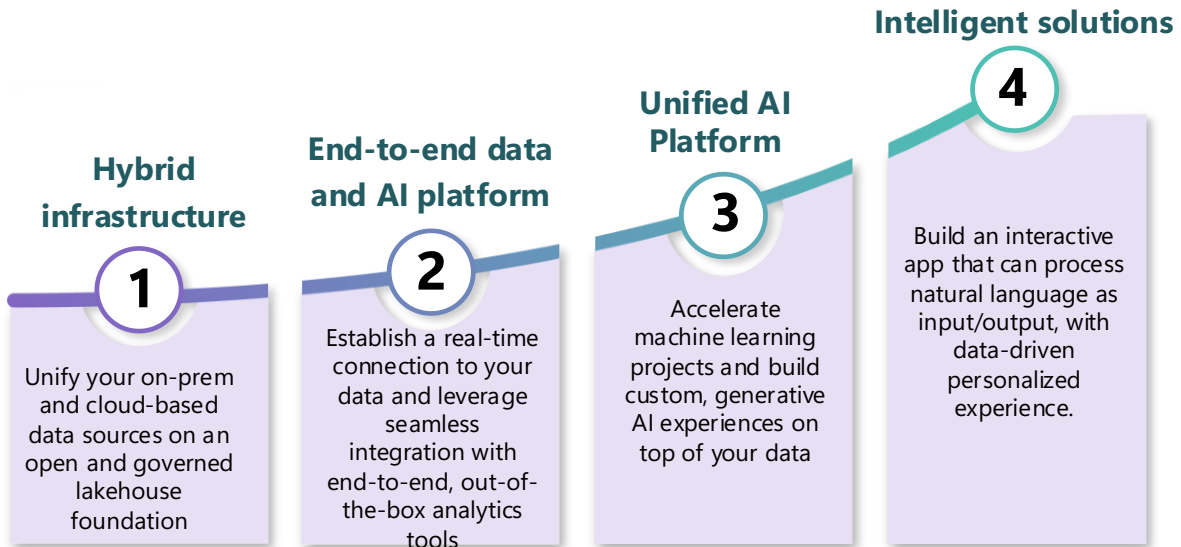 Hybrid
infrastructure
1
Unify your on-prem
and cloud-based
data sources on an
open and governed
lakehouse
foundation
End-to-end data
and AI platform
2
Establish a real-time
connection to your
data and leverage
seamless
integration with
end-to-end, out-of-
the-box analytics
tools
Unified AI
Platform
3
Accelerate
machine learning
projects and build
custom, generative
AI experiences on
top of your data
Intelligent solutions
4
Build an interactive
app that can process
natural language as
input/output, with
data-driven
personalized
experience.